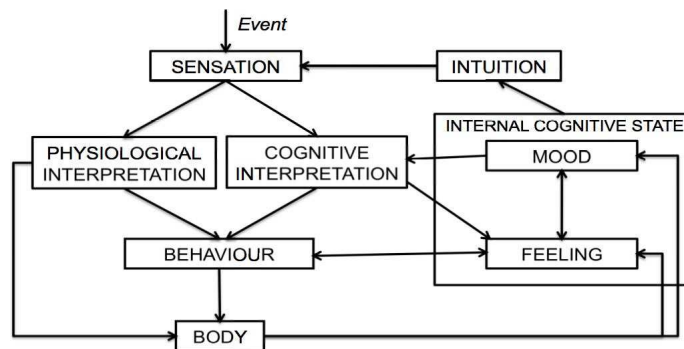 Event
SENSATION
INTUITION
INTERNAL COGNITIVE STATE
PHYSIOLOGICAL
INTERPRETATION
COGNITIVE
INTERPRETATION
MOOD
BEHAVIOUR
FEELING
BODY